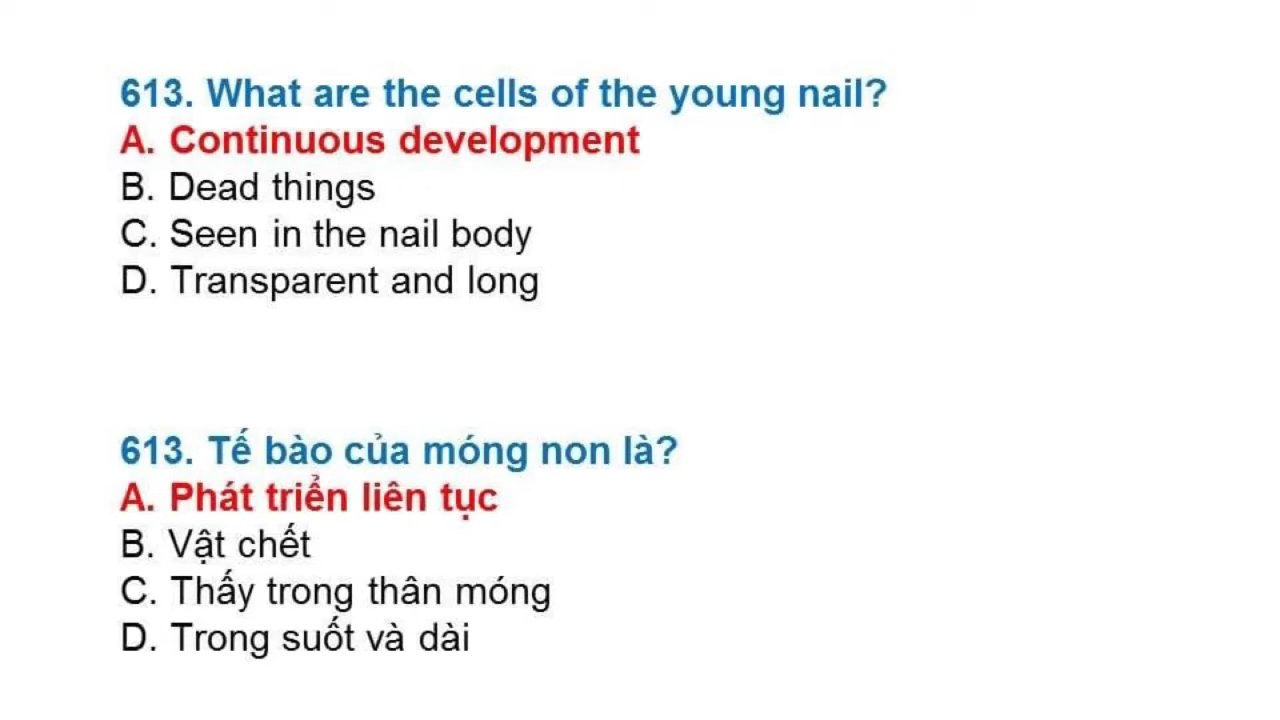 613. What are the cells of the young nail?
A. Continuous development
B. Dead things
C. Seen in the nail body
D. Transparent and long
613. Tế bào của móng non là?
A. Phát triển liên tục
B. Vật chết
C. Thấy trong thân móng
D. Trong suốt và dài